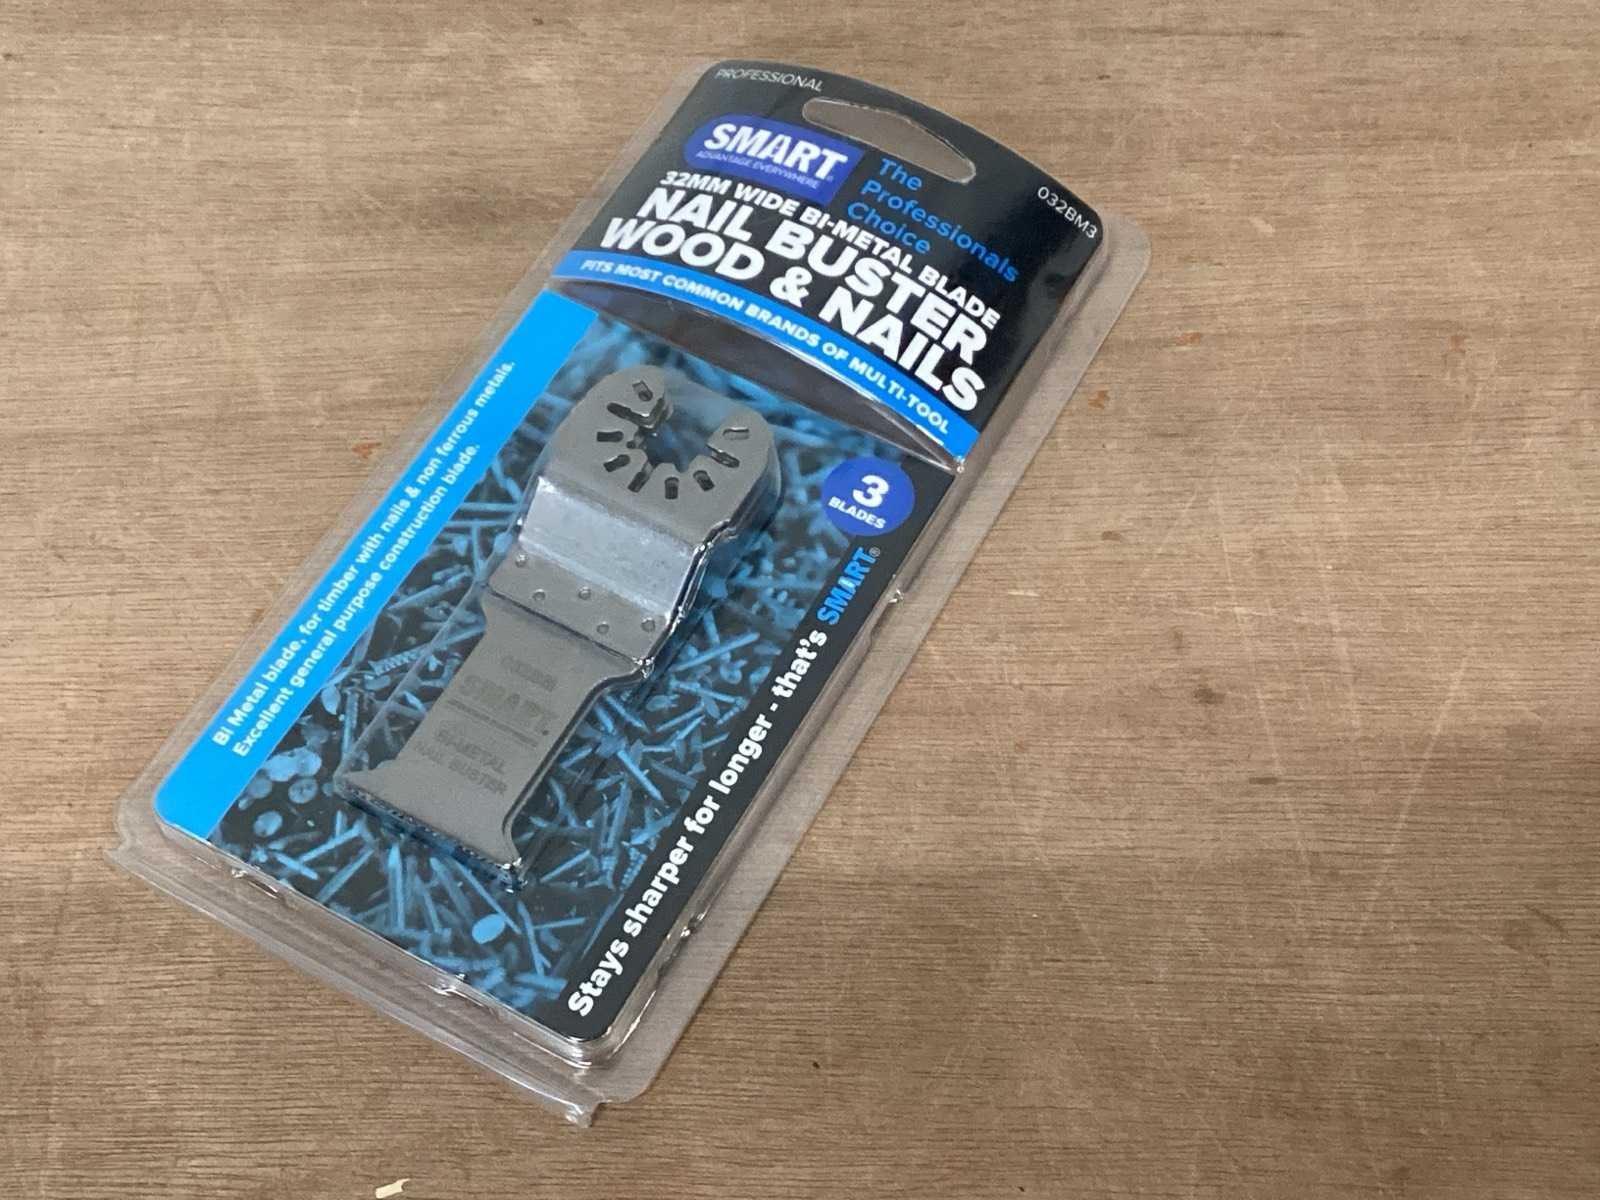 PROFESSIONAL
SMART®
ADVANTAGE EVERYWHERE
The
Professionals
Choice
032BM3
32MM WIDE BI-METAL BLADE
NAIL BUSTER
WOOD & NAILS
FITS MOST COMMON BRANDS OF MULTI-TOOL
Bi Metal blade, for timber with nails & non ferrous metals.
Excellent general purpose construction blade.
3
BLADES
SMART
BI-METAL
NAIL BUSTER
Stays sharper for longer - that's SMART®